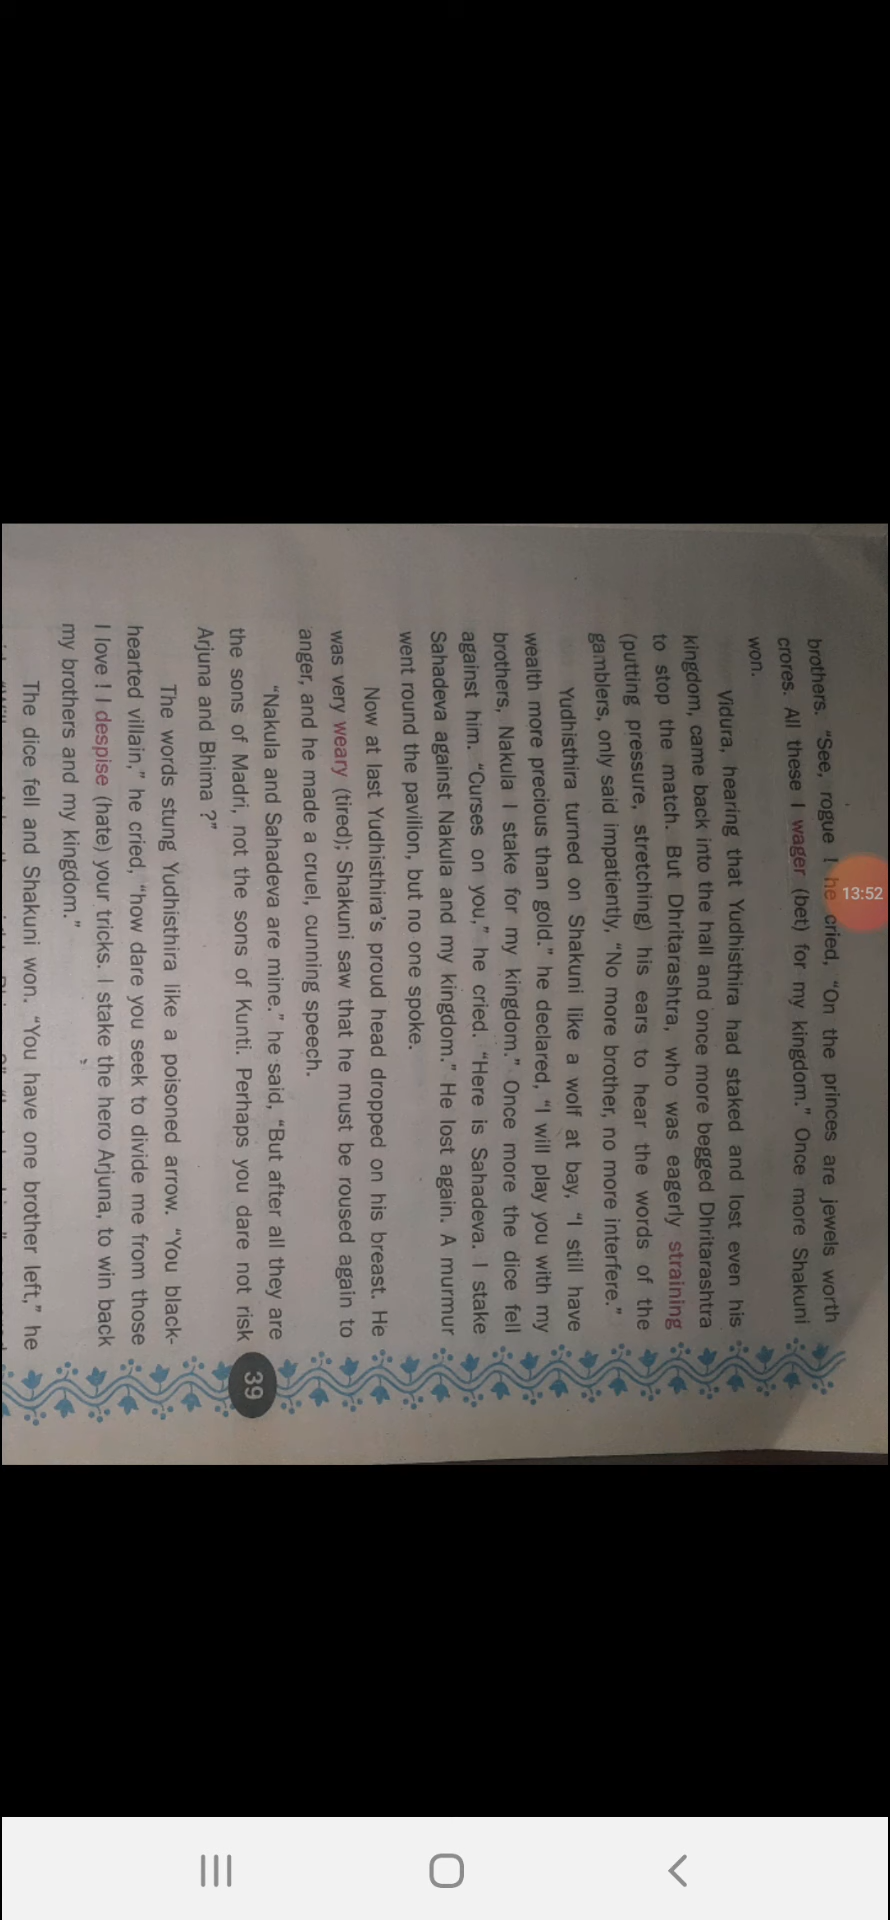 13:52
brothers. "See, rogue ! he cried, "On the princes are jewels worth
crores. All these I wager (bet) for my kingdom." Once more Shakuni
won.
Vidura, hearing that Yudhisthira had staked and lost even his
kingdom, came back into the hall and once more begged Dhritarashtra
to stop the match. But Dhritarashtra, who was eagerly straining
(putting pressure, stretching) his ears to hear the words of the
gamblers, only said impatiently, "No more brother, no more interfere."
Yudhisthira turned on Shakuni like a wolf at bay, "I still have
wealth more precious than gold." he declared, "I will play you with my
brothers, Nakula I stake for my kingdom." Once more the dice fell
against him. "Curses on you," he cried. "Here is Sahadeva. I stake
Sahadeva against Nakula and my kingdom." He lost again. A murmur
went round the pavilion, but no one spoke.
Now at last Yudhisthira's proud head dropped on his breast. He
was very weary (tired); Shakuni saw that he must be roused again to
anger, and he made a cruel, cunning speech.
"Nakula and Sahadeva are mine." he said, "But after all they are
the sons of Madri, not the sons of Kunti. Perhaps you dare not risk
Arjuna and Bhima ?"
39
The words stung Yudhisthira like a poisoned arrow. "You black-
hearted villain," he cried, "how dare you seek to divide me from those
I love ! I despise (hate) your tricks. I stake the hero Arjuna, to win back
my brothers and my kingdom."
The dice fell and Shakuni won. "You have one brother left," he